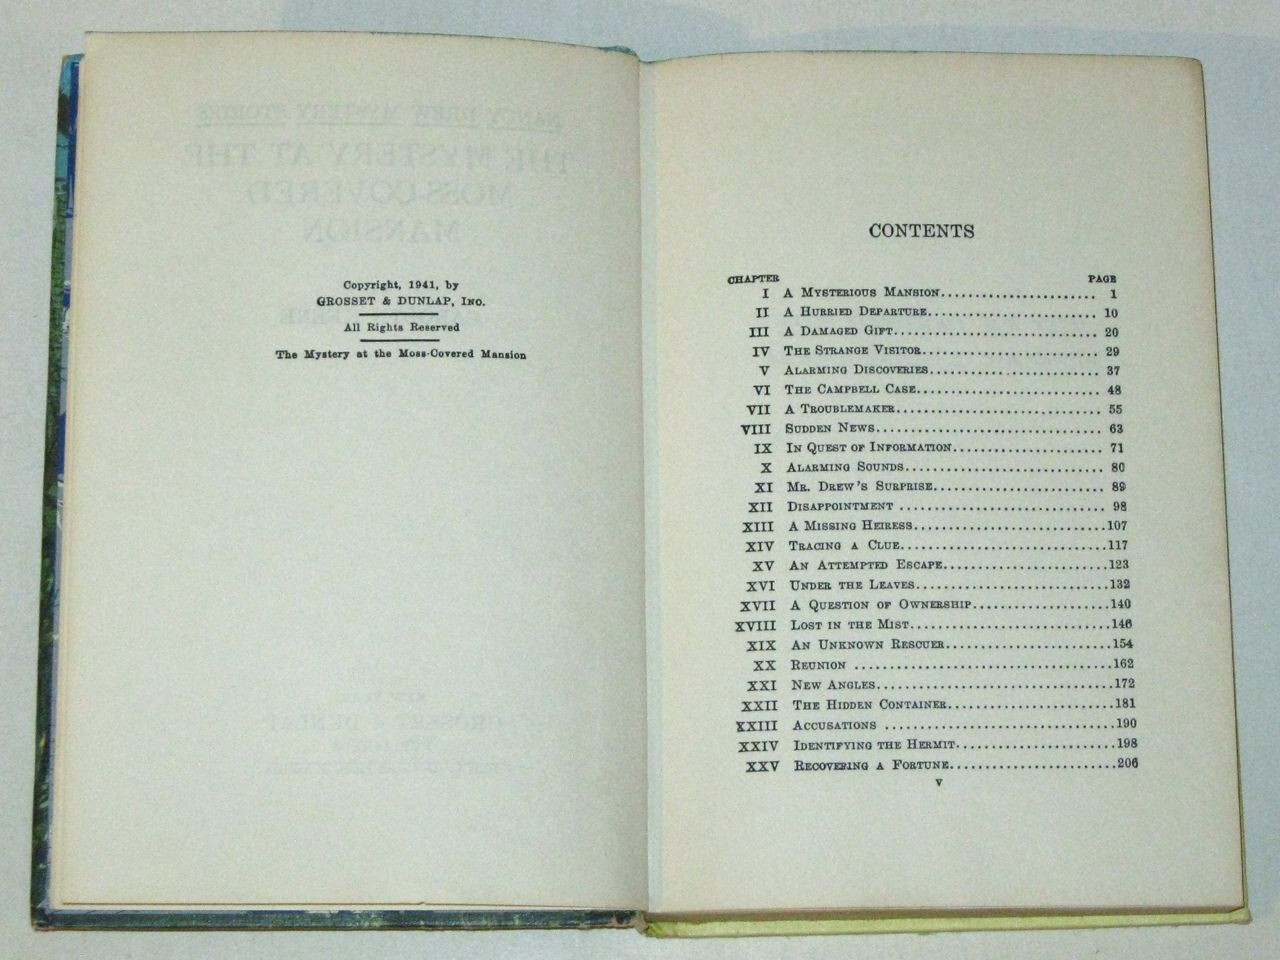 Copyright, 1941, by
GROSSET & DUNLAP, INC.
All Rights Reserved
The Mystery at the Moss-Covered Mansion
CONTENTS
CHAPTER PAGE
I A MYSTERIOUS MANSION 1
II A HURRIED DEPARTURE 10
III A DAMAGED GIFT 20
IV THE STRANGE VISITOR 29
V ALARMING DISCOVERIES 37
VI THE CAMPBELL CASE 48
VII A TROUBLEMAKER 55
VIII SUDDEN NEWS 63
IX IN QUEST OF INFORMATION 71
X ALARMING SOUNDS 80
XI MR. DREW'S SURPRISE 89
XII DISAPPOINTMENT 98
XIII A MISSING HEIRESS 107
XIV TRACING A CLUE 117
XV AN ATTEMPTED ESCAPE 123
XVI UNDER THE LEAVES 132
XVII A QUESTION OF OWNERSHIP 140
XVIII LOST IN THE MIST 146
XIX AN UNKNOWN RESCUER 154
XX REUNION 162
XXI NEW ANGLES 172
XXII THE HIDDEN CONTAINER 181
XXIII ACCUSATIONS 190
XXIV IDENTIFYING THE HERMIT 198
XXV RECOVERING A FORTUNE 206
v